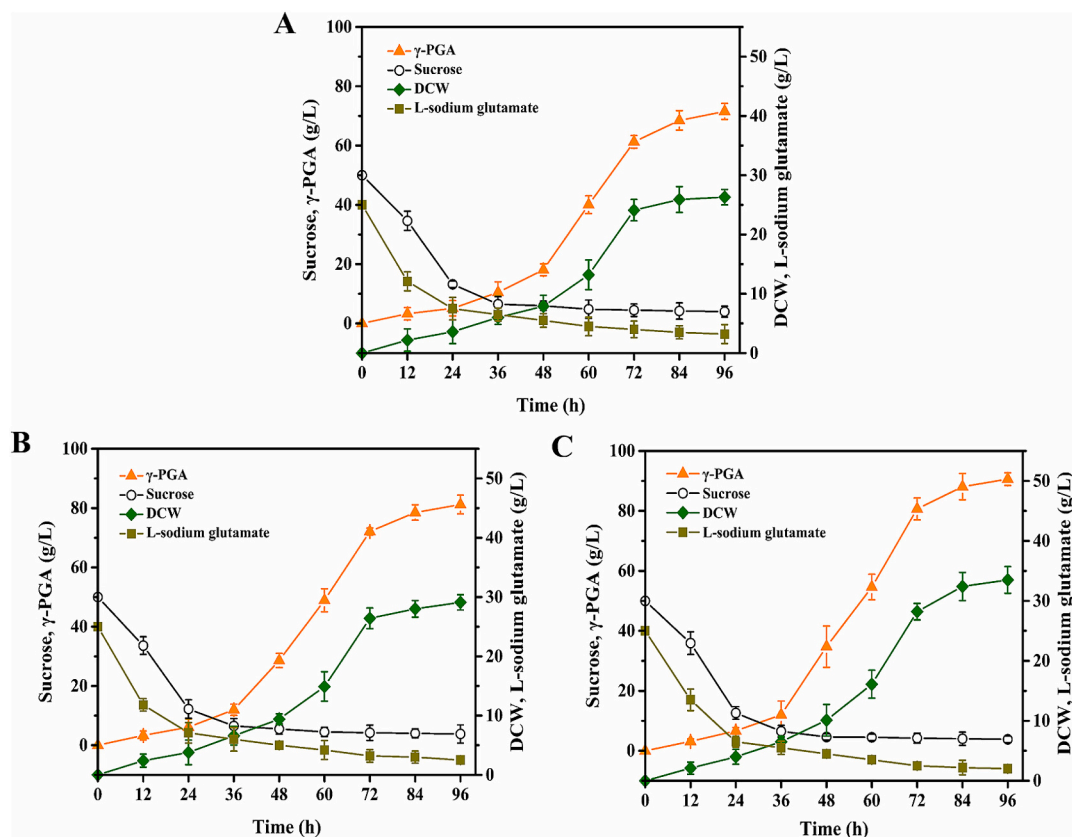 A
100
80
60
40
20
0
Sucrose, γ-PGA (g/L)
γ-PGA
Sucrose
DCW
L-sodium glutamate
50
40
30
20
10
0
DCW, L-sodium glutamate (g/L)
0 12 24 36 48 60 72 84 96
Time (h)
B
100
80
60
40
20
0
Sucrose, γ-PGA (g/L)
γ-PGA
Sucrose
DCW
L-sodium glutamate
50
40
30
20
10
0
DCW, L-sodium glutamate (g/L)
0 12 24 36 48 60 72 84 96
Time (h)
C
100
80
60
40
20
0
Sucrose, γ-PGA (g/L)
γ-PGA
Sucrose
DCW
L-sodium glutamate
50
40
30
20
10
0
DCW, L-sodium glutamate (g/L)
0 12 24 36 48 60 72 84 96
Time (h)